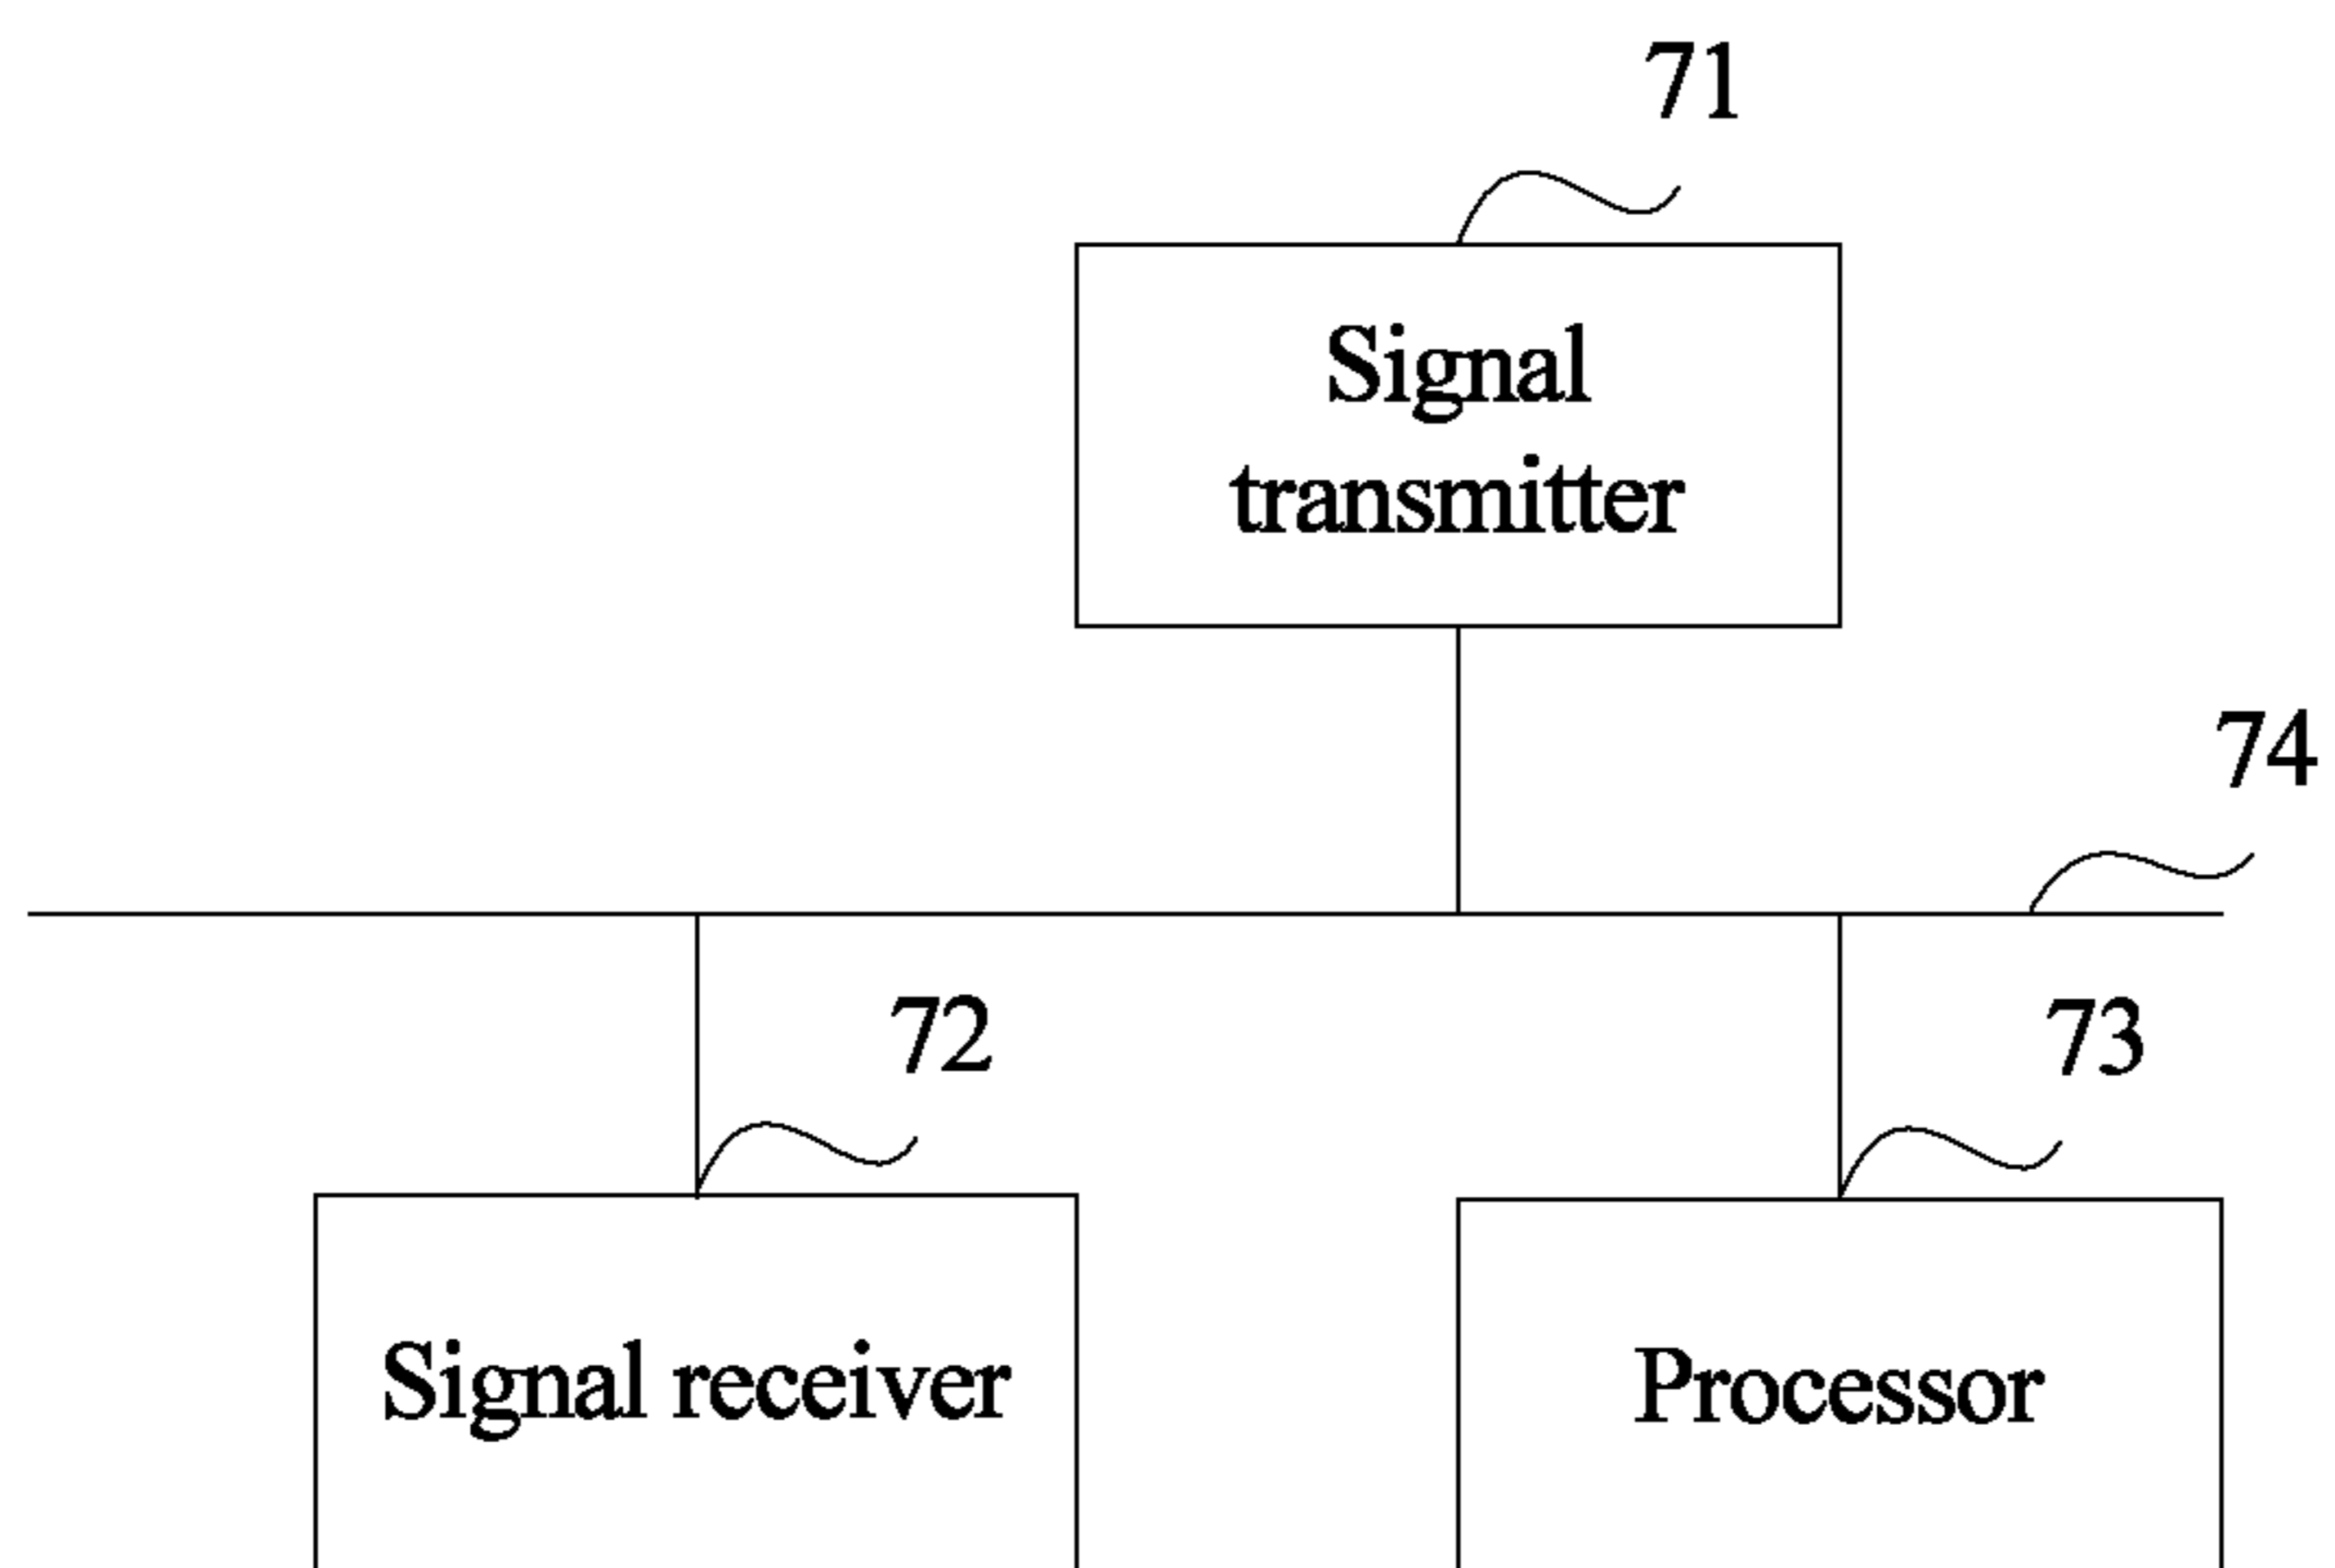 71
Signal
transmitter
74
72
73
Signal receiver
Processor